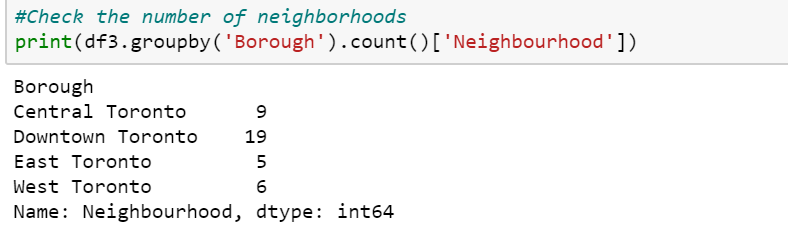 #Check the number of neighborhoods
print(df3.groupby('Borough').count()['Neighbourhood'])
Borough
Central Toronto      9
Downtown Toronto    19
East Toronto         5
West Toronto         6
Name: Neighbourhood, dtype: int64